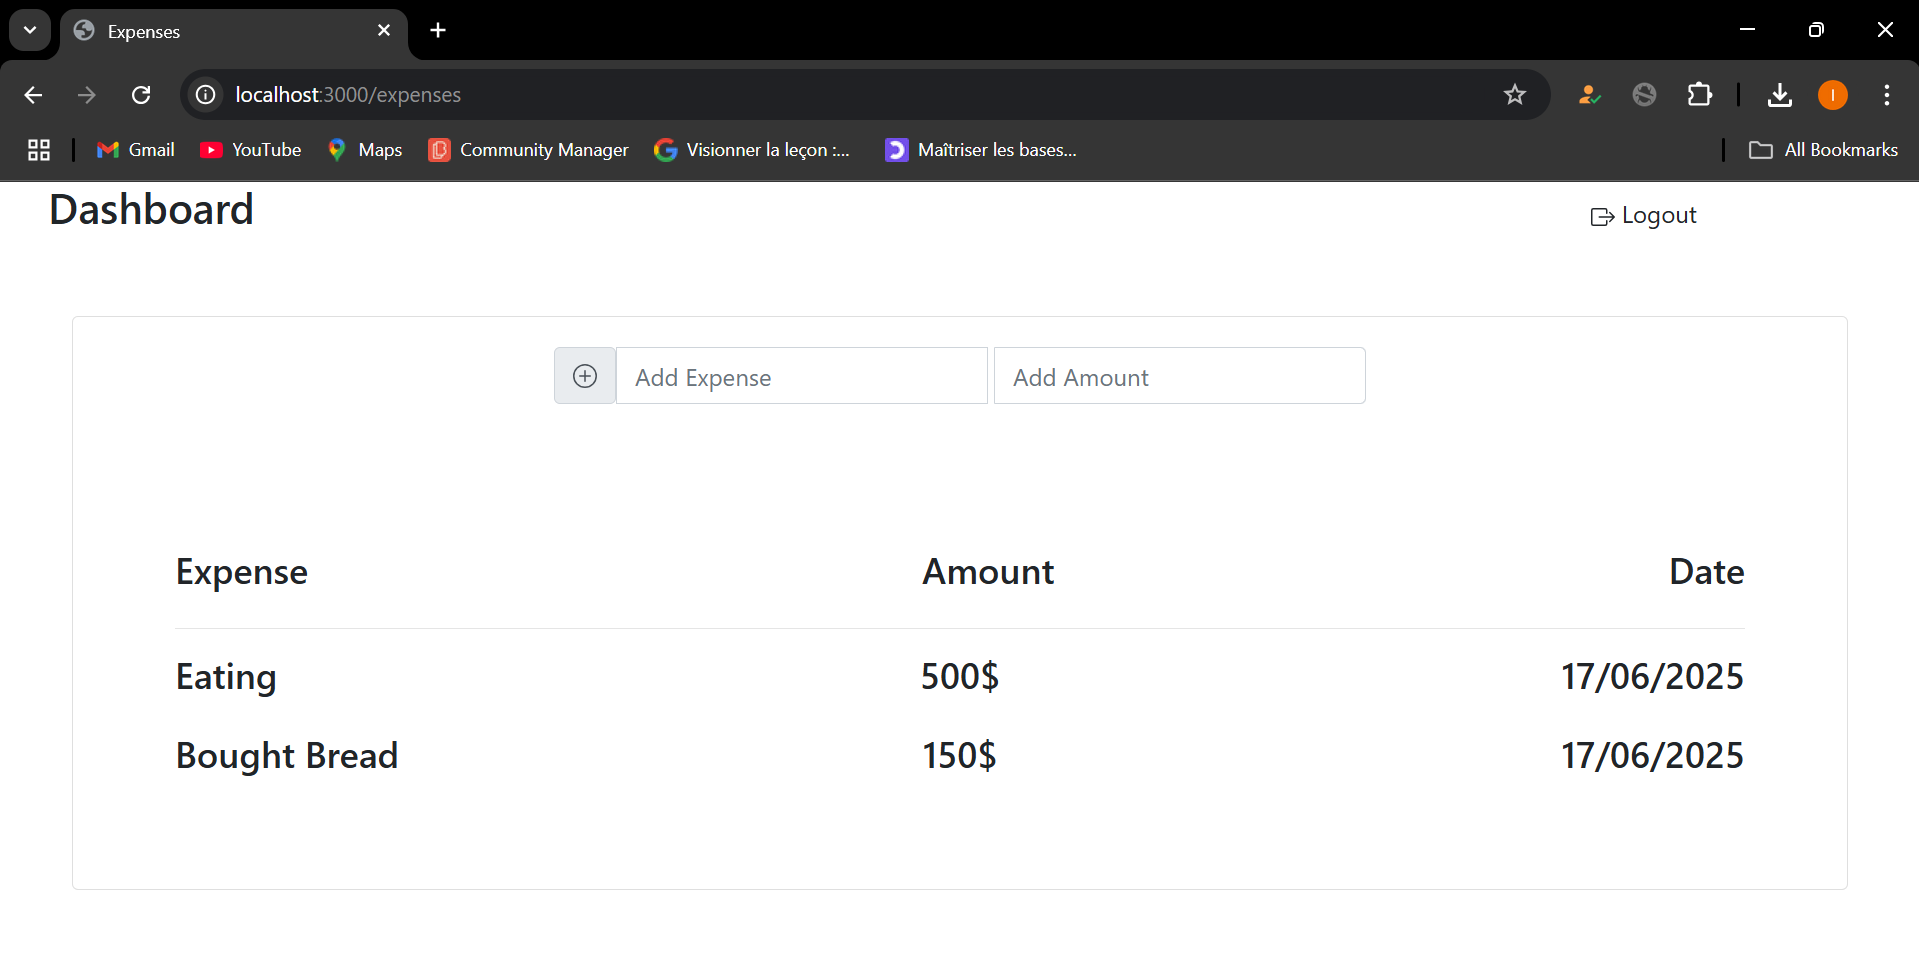 Expenses
localhost:3000/expenses
I
Gmail YouTube Maps Community Manager Visionner la leçon :... Maîtriser les bases... All Bookmarks
Dashboard Logout
Add Expense Add Amount
Expense Amount Date
Eating 500$ 17/06/2025
Bought Bread 150$ 17/06/2025